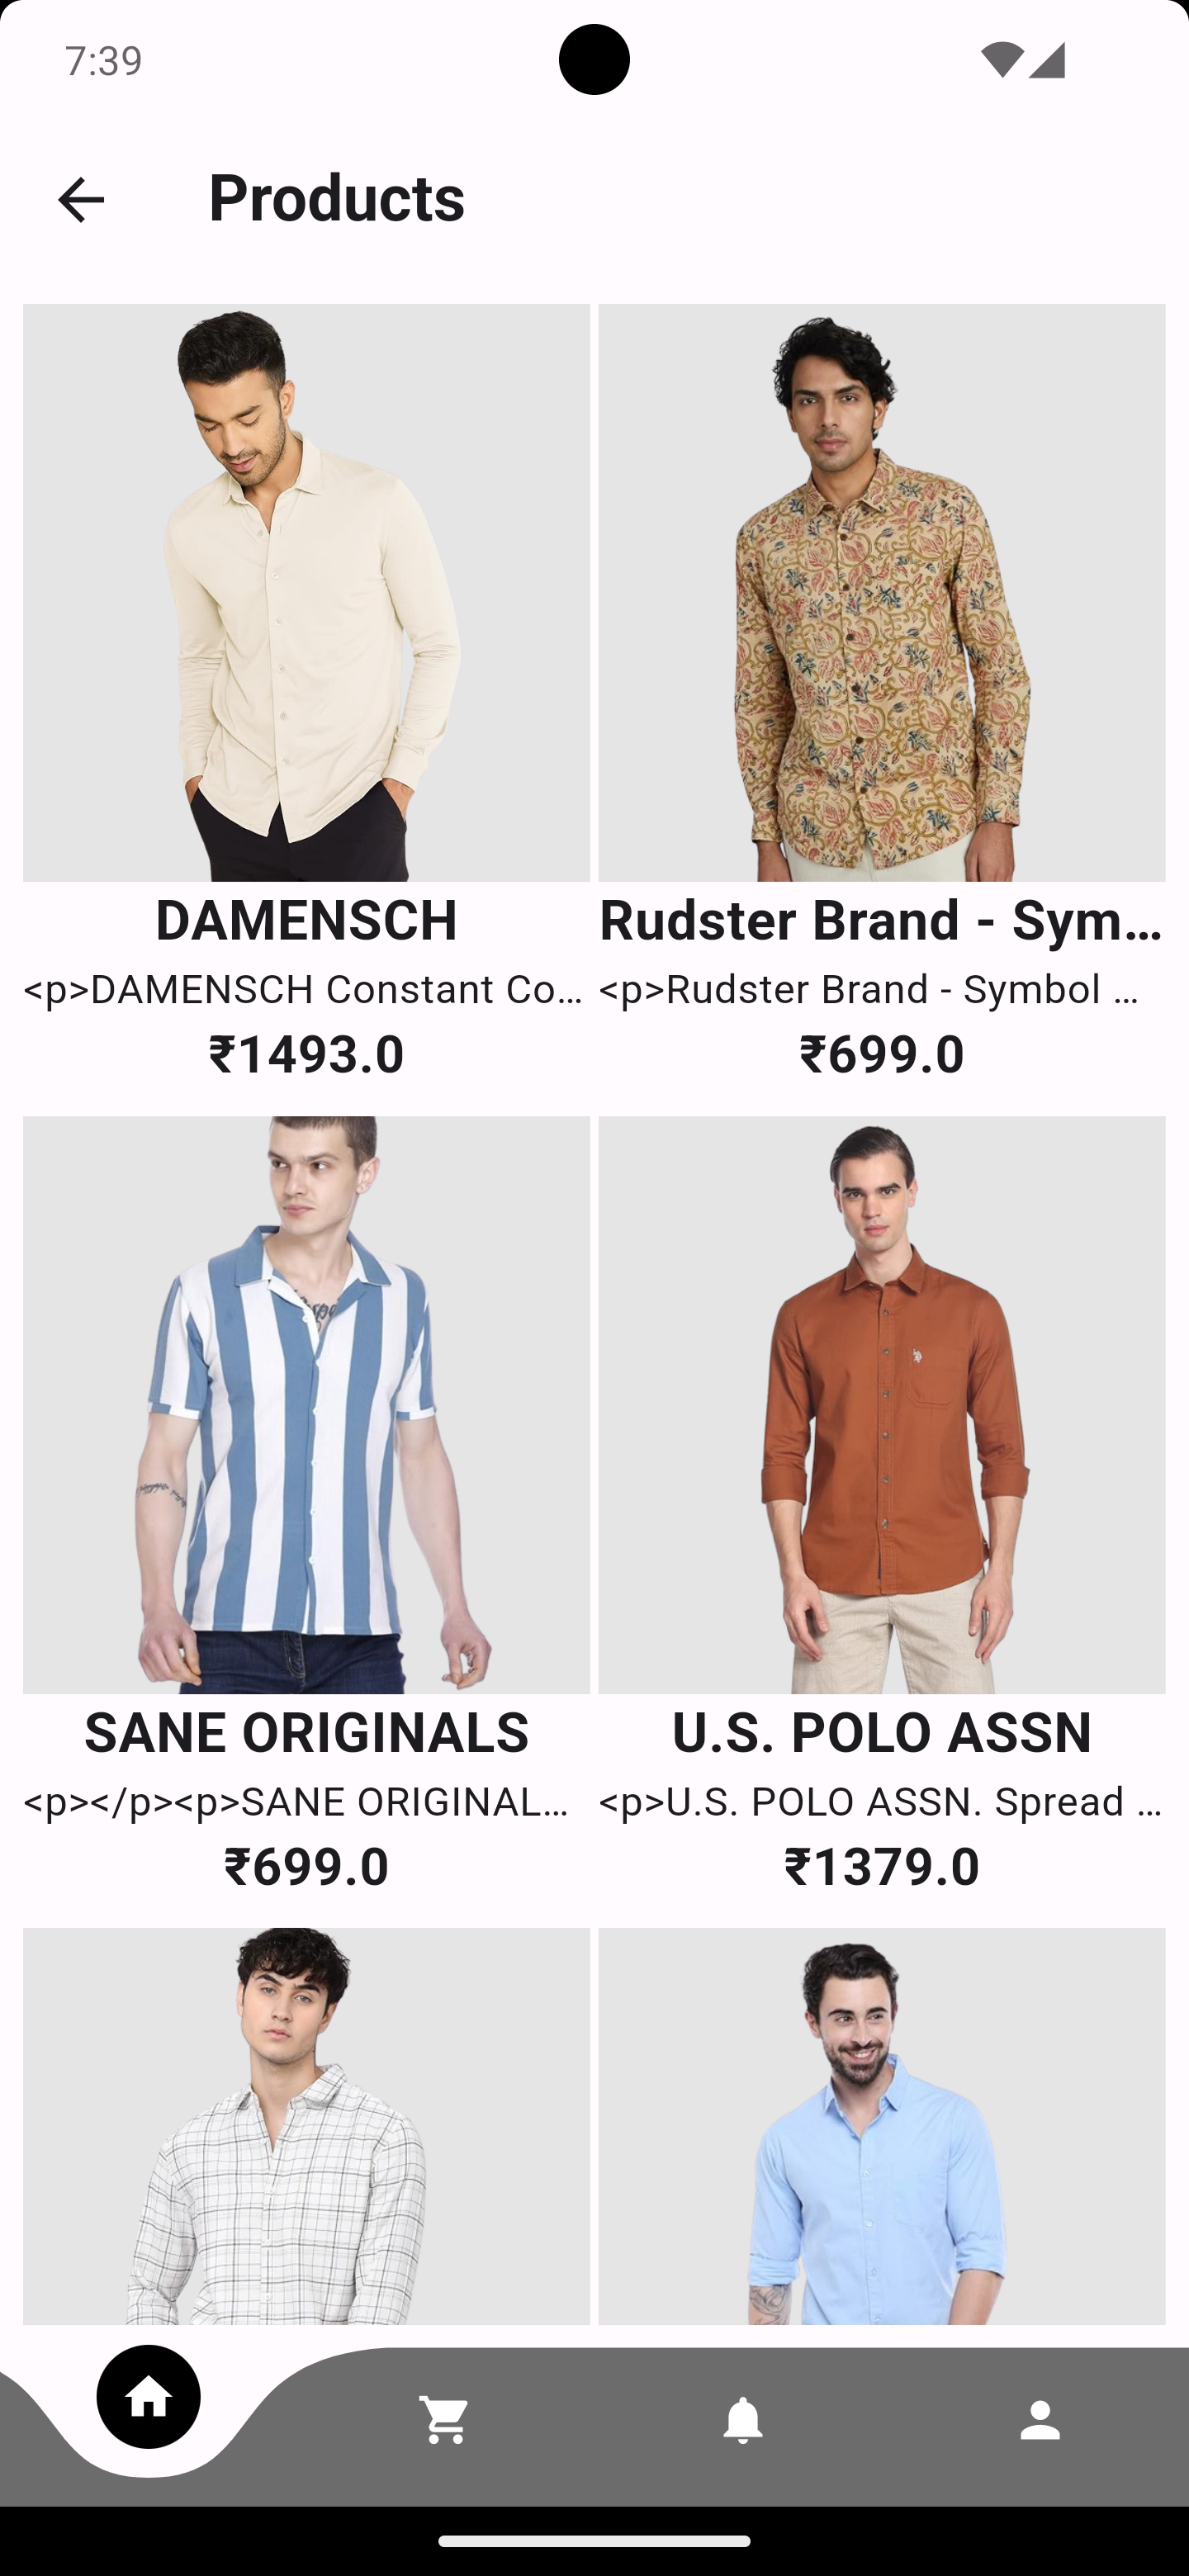 7:39
Products
DAMENSCH
<p>DAMENSCH Constant Co...
₹1493.0
Rudster Brand - Sym...
<p>Rudster Brand - Symbol ...
₹699.0
SANE ORIGINALS
<p></p><p>SANE ORIGINAL...
₹699.0
U.S. POLO ASSN
<p>U.S. POLO ASSN. Spread ...
₹1379.0